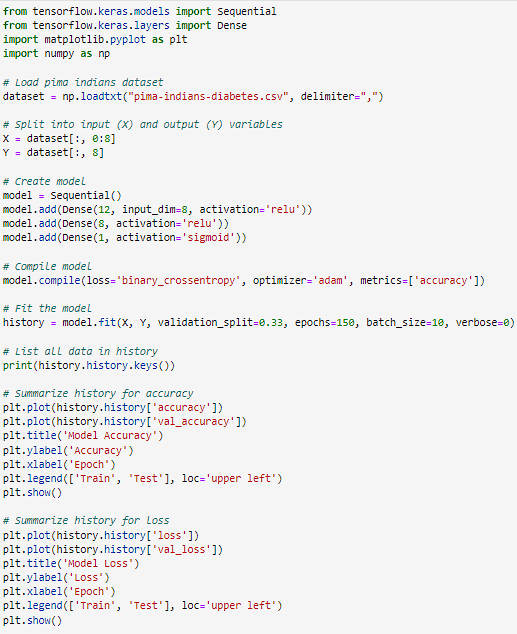 from tensorflow.keras.models import Sequential
from tensorflow.keras.layers import Dense
import matplotlib.pyplot as plt
import numpy as np
# Load pima indians dataset
dataset = np.loadtxt("pima-indians-diabetes.csv", delimiter=",")
# Split into input (X) and output (Y) variables
X = dataset[:, 0:8]
Y = dataset[:, 8]
# Create model
model = Sequential()
model.add(Dense(12, input_dim=8, activation='relu'))
model.add(Dense(8, activation='relu'))
model.add(Dense(1, activation='sigmoid'))
# Compile model
model.compile(loss='binary_crossentropy', optimizer='adam', metrics=['accuracy'])
# Fit the model
history = model.fit(X, Y, validation_split=0.33, epochs=150, batch_size=10, verbose=0)
# List all data in history
print(history.history.keys())
# Summarize history for accuracy
plt.plot(history.history['accuracy'])
plt.plot(history.history['val_accuracy'])
plt.title('Model Accuracy')
plt.ylabel('Accuracy')
plt.xlabel('Epoch')
plt.legend(['Train', 'Test'], loc='upper left')
plt.show()
# Summarize history for Loss
plt.plot(history.history['loss'])
plt.plot(history.history['val_loss'])
plt.title('Model Loss')
plt.ylabel('Loss')
plt.xlabel('Epoch')
plt.legend(['Train', 'Test'], loc='upper left')
plt.show()